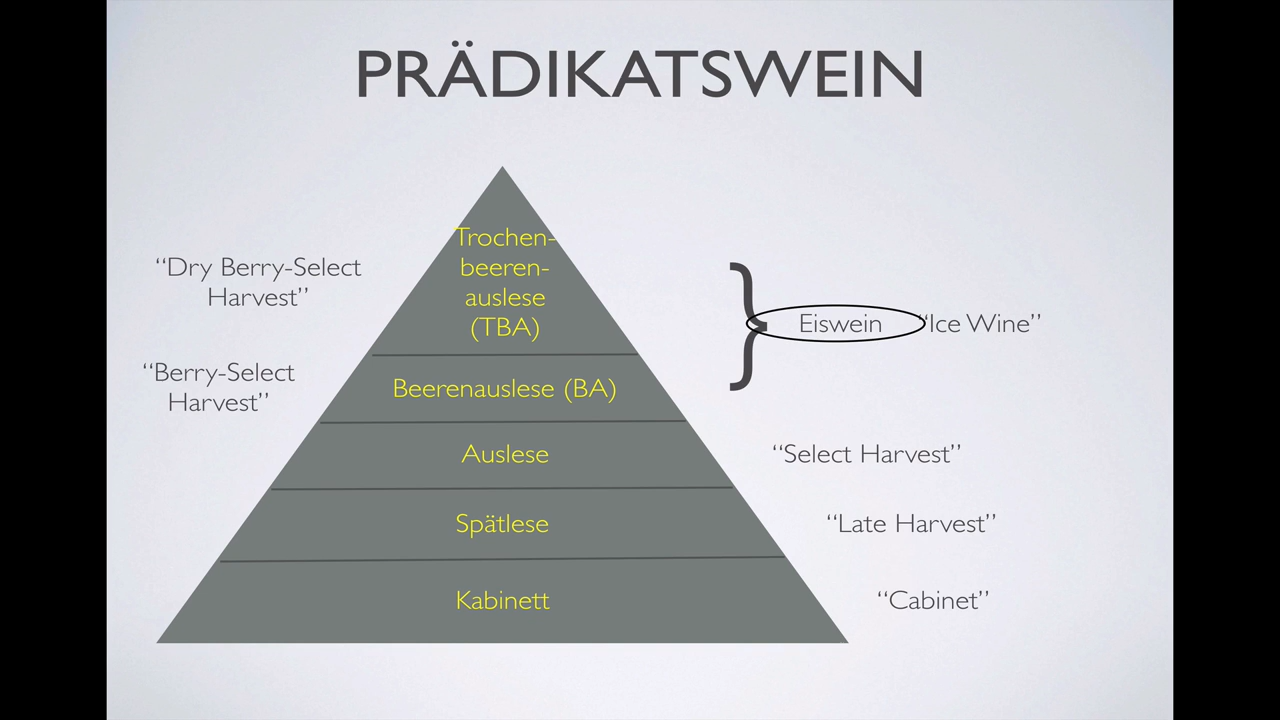 PRÄDIKATSWEIN
Trochen-
beeren-
auslese
(TBA)
“Dry Berry-Select
Harvest”
Eiswein
“Ice Wine”
“Berry-Select
Harvest”
Beerenauslese (BA)
Auslese
“Select Harvest”
Spätlese
“Late Harvest”
Kabinett
“Cabinet”